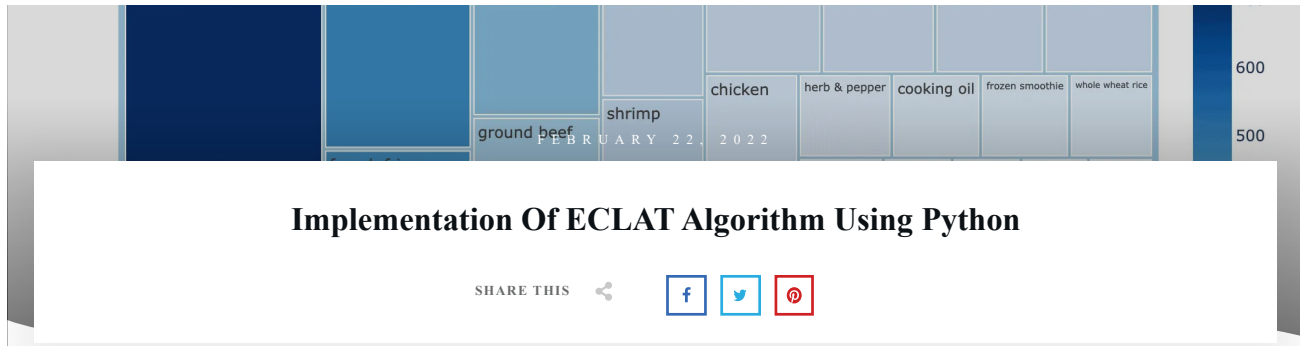 600
chicken
herb & pepper
cooking oil
frozen smoothie
whole wheat rice
shrimp
ground beef
500
FEBRUARY 22, 2022
Implementation Of ECLAT Algorithm Using Python
SHARE THIS